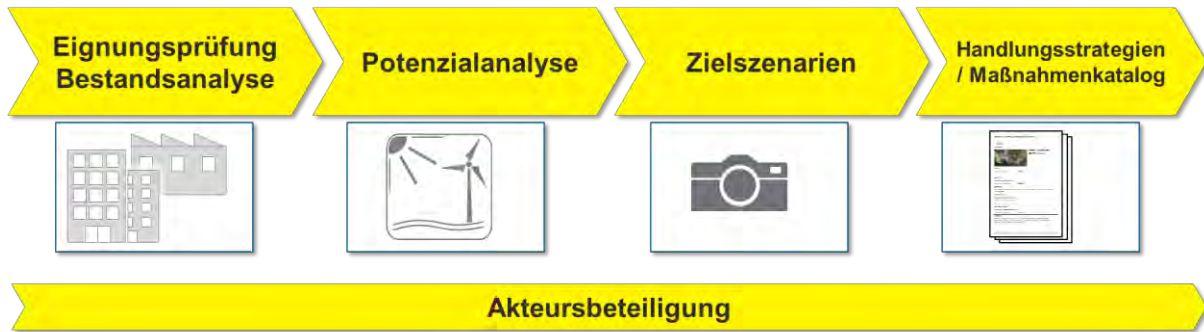 Eignungsprüfung
Bestandsanalyse
Potenzialanalyse
Zielszenarien
Handlungsstrategien
/ Maßnahmenkatalog
Akteursbeteiligung